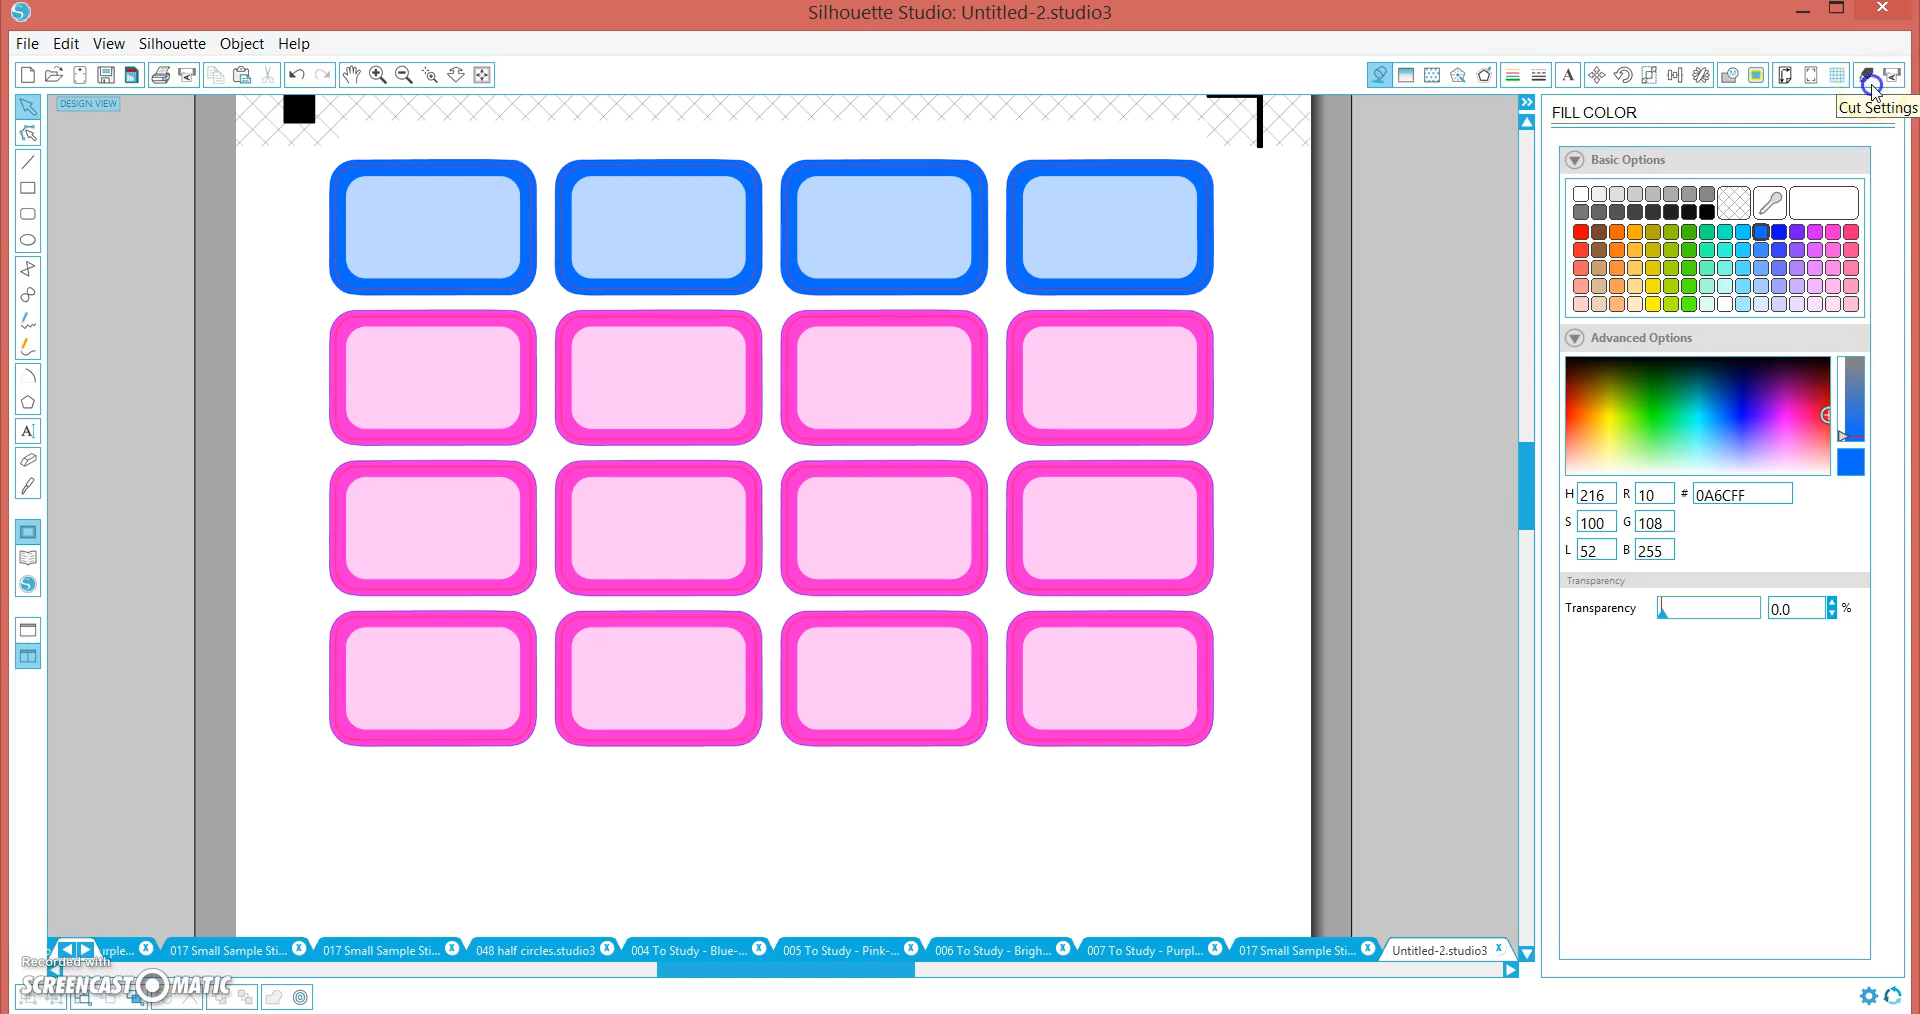 Silhouette Studio: Untitled-2.studio3
File Edit View Silhouette Object Help
DESIGN VIEW
Cut Settings
FILL COLOR
Basic Options
Advanced Options
H 216 R 10 # 0A6CFF
S 100 G 108
L 52 B 255
Transparency
Transparency 0.0 %
urple... 017 Small Sample Sti... 017 Small Sample Sti... 048 half circles.studio3 004 To Study - Blue-... 005 To Study - Pink-... 006 To Study - Brigh... 007 To Study - Purpl... 017 Small Sample Sti... Untitled-2.studio3
Recorded with
SCREENCAST O MATIC